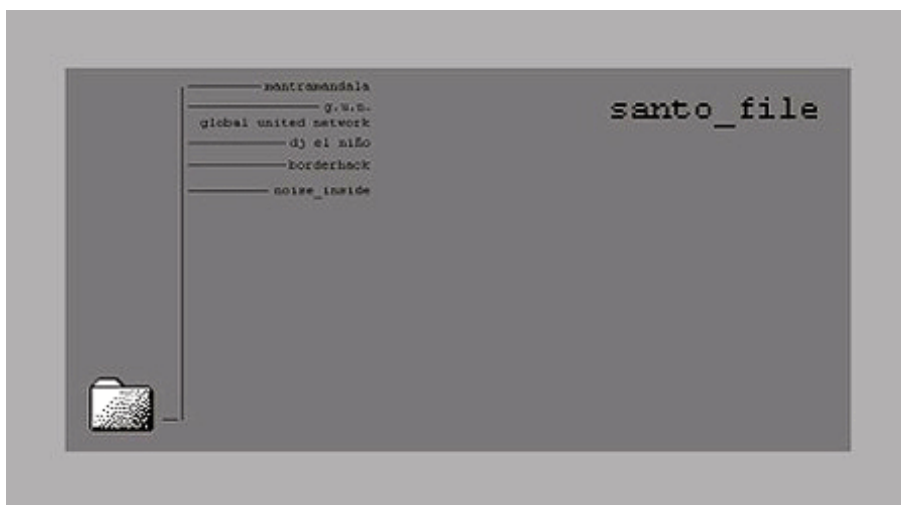 mantramandala
g.u.n.
global united network
dj el niño
borderhack
noise_inside
santo_file